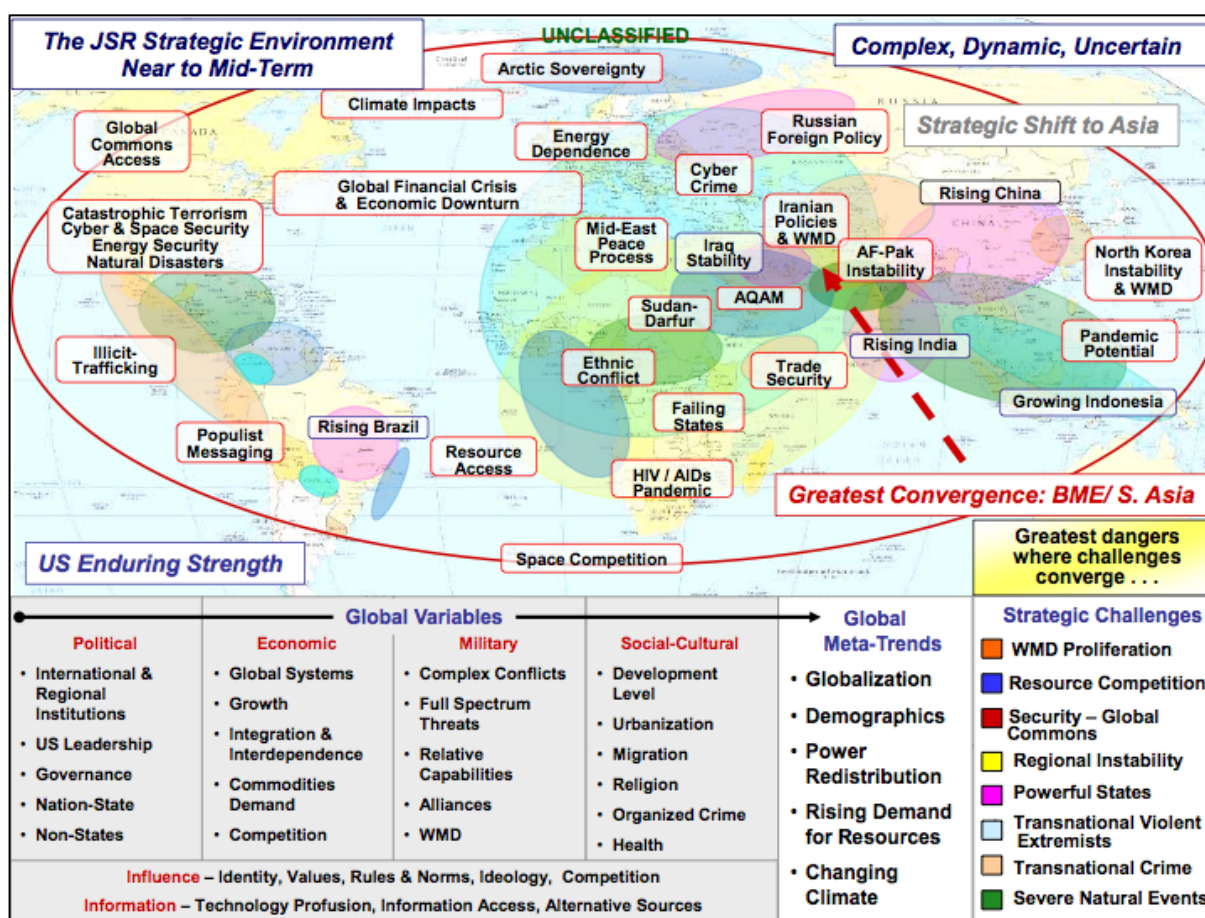 The JSR Strategic Environment
Near to Mid-Term
UNCLASSIFIED
Complex, Dynamic, Uncertain
Arctic Sovereignty
Climate Impacts
Global
Commons
Access
Energy
Dependence
Russian
Foreign Policy
Strategic Shift to Asia
RUSSIA
Cyber
Crime
Global Financial Crisis
& Economic Downturn
Rising China
CHINA
Catastrophic Terrorism
Cyber & Space Security
Energy Security
Natural Disasters
Mid-East
Peace
Process
Iraq
Stability
Iranian
Policies
& WMD
AF-Pak
Instability
North Korea
Instability
& WMD
AQAM
Sudan-
Darfur
Illicit-
Trafficking
Ethnic
Conflict
Trade
Security
Rising India
Pandemic
Potential
Growing Indonesia
Failing
States
Populist
Messaging
Rising Brazil
Resource
Access
HIV / AIDs
Pandemic
Greatest Convergence: BME/ S. Asia
US Enduring Strength
Space Competition
Greatest dangers
where challenges
converge . . .
Global Variables
Political
• International &
Regional
Institutions
• US Leadership
• Governance
• Nation-State
• Non-States
Economic
• Global Systems
• Growth
• Integration &
Interdependence
• Commodities
Demand
• Competition
Military
• Complex Conflicts
• Full Spectrum
Threats
• Relative
Capabilities
• Alliances
• WMD
Social-Cultural
• Development
Level
• Urbanization
• Migration
• Religion
• Organized Crime
• Health
Influence – Identity, Values, Rules & Norms, Ideology, Competition
Information – Technology Profusion, Information Access, Alternative Sources
Global
Meta-Trends
• Globalization
• Demographics
• Power
Redistribution
• Rising Demand
for Resources
• Changing
Climate
Strategic Challenges
WMD Proliferation
Resource Competition
Security – Global
Commons
Regional Instability
Powerful States
Transnational Violent
Extremists
Transnational Crime
Severe Natural Events